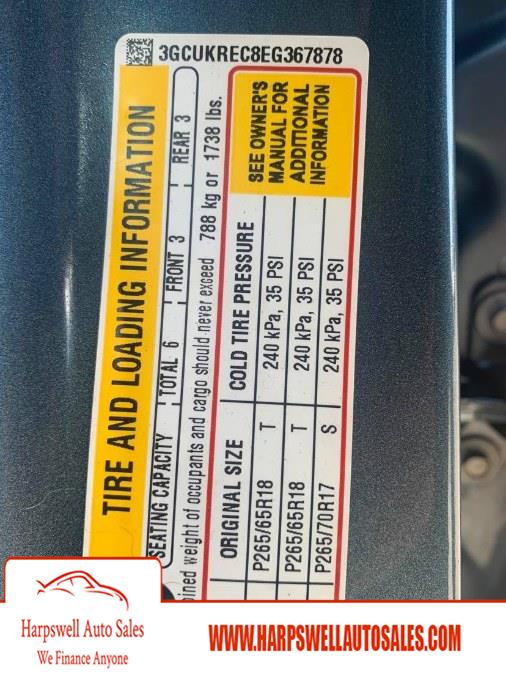 3GCUKREC8EG367878
TIRE AND LOADING INFORMATION
SEATING CAPACITY TOTAL 6 FRONT 3 REAR 3
weight of occupants and cargo should never exceed 788 kg or 1738 lbs.
ORIGINAL SIZE COLD TIRE PRESSURE
P265/65R18 T 240 kPa, 35 PSI
P265/65R18 T 240 kPa, 35 PSI
P265/70R17 S 240 kPa, 35 PSI
SEE OWNER'S
MANUAL FOR
ADDITIONAL
INFORMATION
Harpswell Auto Sales
We Finance Anyone
WWW.HARPSWELLAUTOSALES.COM